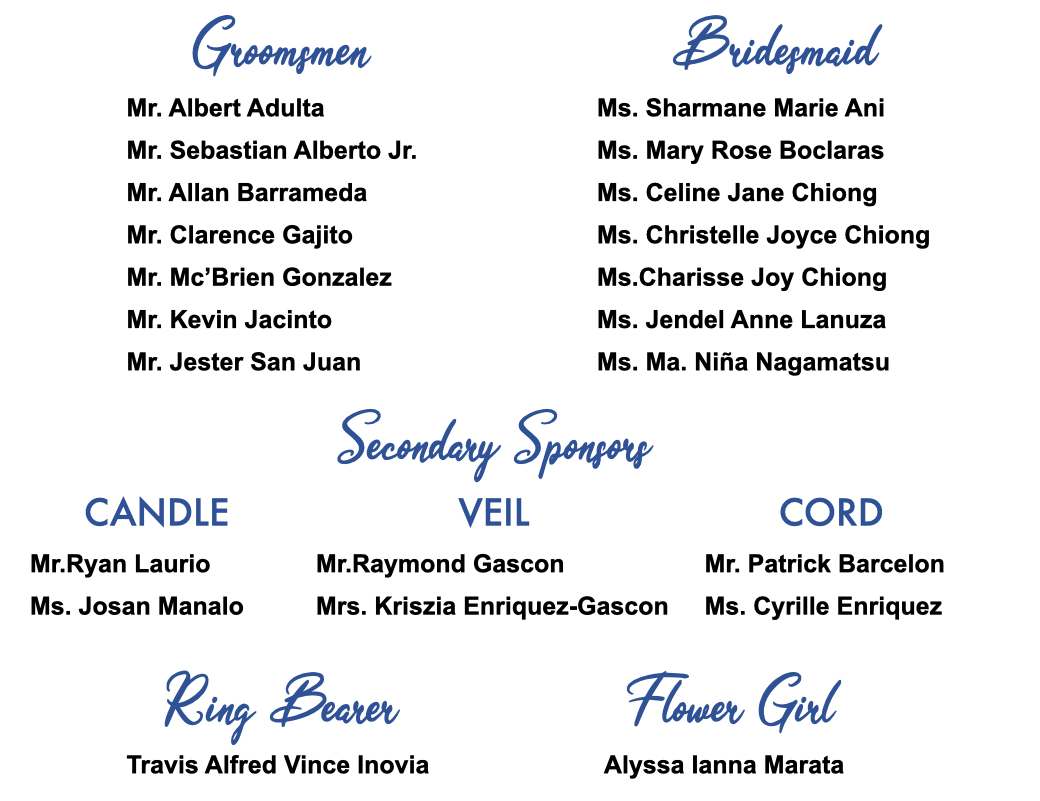 Groomsmen
Mr. Albert Adulta
Mr. Sebastian Alberto Jr.
Mr. Allan Barrameda
Mr. Clarence Gajito
Mr. Mc’Brien Gonzalez
Mr. Kevin Jacinto
Mr. Jester San Juan
Bridesmaid
Ms. Sharmane Marie Ani
Ms. Mary Rose Boclaras
Ms. Celine Jane Chiong
Ms. Christelle Joyce Chiong
Ms.Charisse Joy Chiong
Ms. Jendel Anne Lanuza
Ms. Ma. Niña Nagamatsu
Secondary Sponsors
CANDLE
Mr.Ryan Laurio
Ms. Josan Manalo
VEIL
Mr.Raymond Gascon
Mrs. Kriszia Enriquez-Gascon
CORD
Mr. Patrick Barcelon
Ms. Cyrille Enriquez
Ring Bearer
Travis Alfred Vince Inovia
Flower Girl
Alyssa Ianna Marata